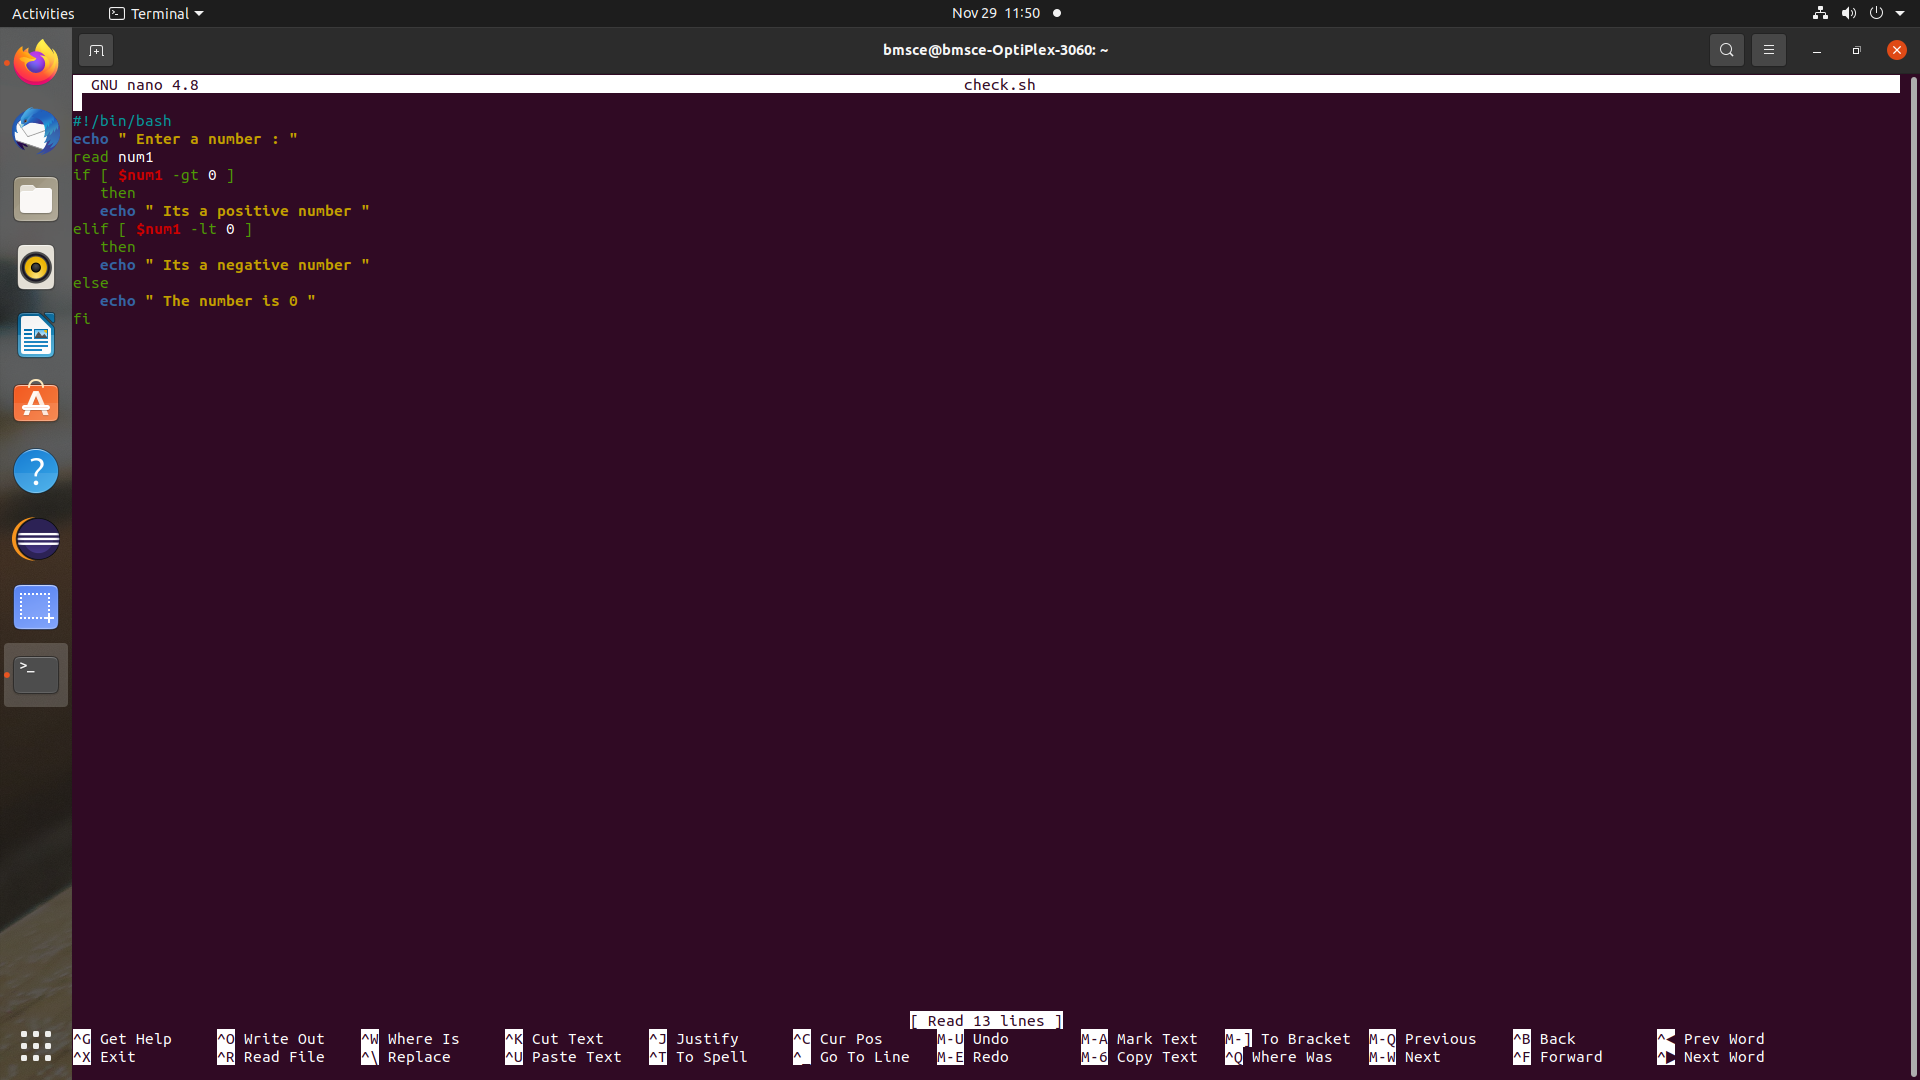 Activities Terminal Nov 29 11:50
bmsce@bmsce-OptiPlex-3060: ~
GNU nano 4.8 check.sh
#!/bin/bash
echo " Enter a number : "
read num1
if [ $num1 -gt 0 ]
   then
   echo " Its a positive number "
elif [ $num1 -lt 0 ]
   then
   echo " Its a negative number "
else
   echo " The number is 0 "
fi
[ Read 13 lines ]
^G Get Help ^O Write Out ^W Where Is ^K Cut Text ^J Justify ^C Cur Pos M-U Undo M-A Mark Text M-] To Bracket M-Q Previous ^B Back ^◀ Prev Word
^X Exit ^R Read File ^\ Replace ^U Paste Text ^T To Spell ^_ Go To Line M-E Redo M-6 Copy Text ^Q Where Was M-W Next ^F Forward ^▶ Next Word